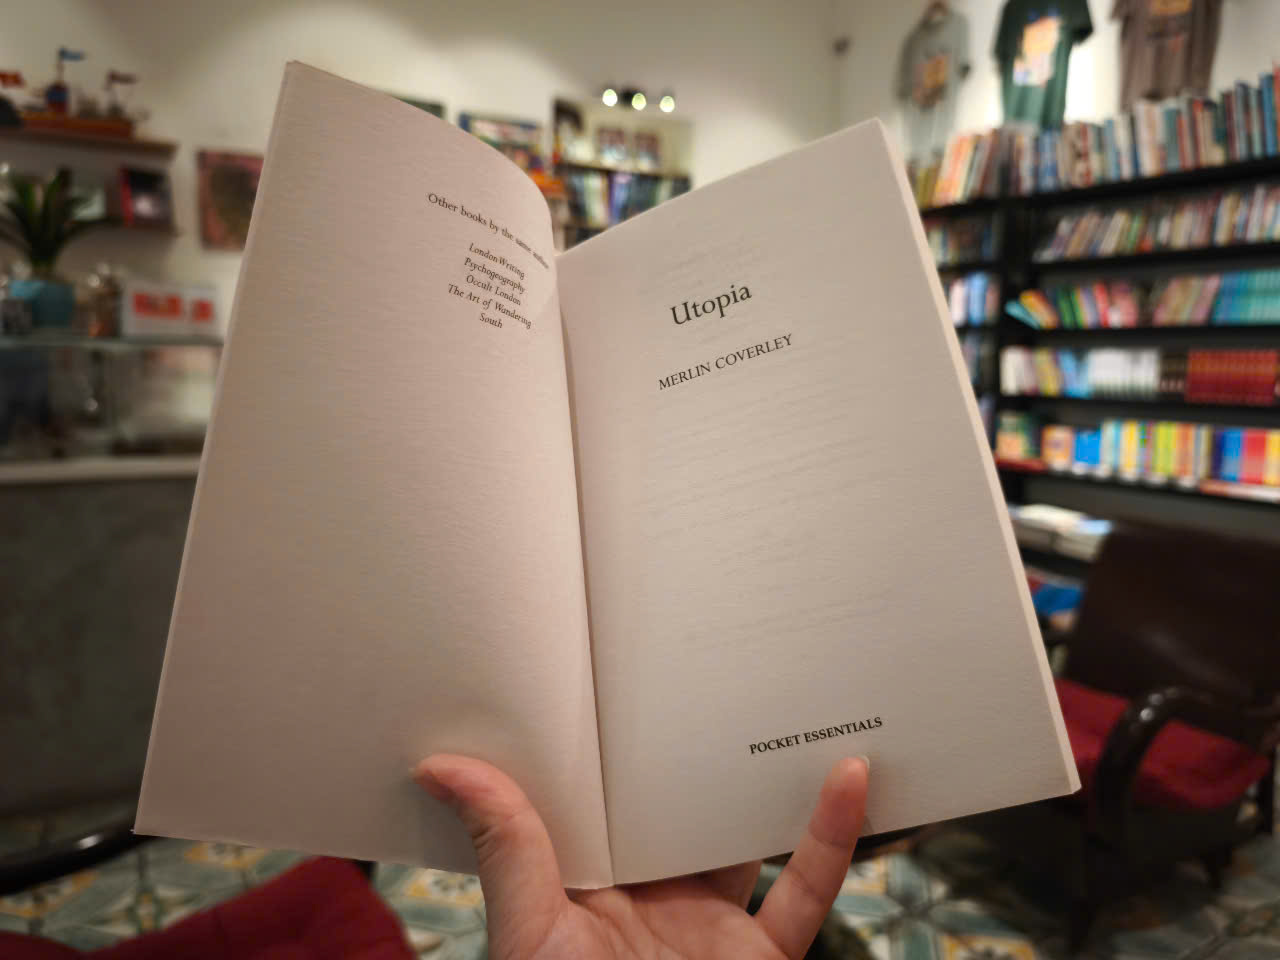 Other books by the same author
London Writing
Psychogeography
Occult London
The Art of Wandering
South
Utopia
MERLIN COVERLEY
POCKET ESSENTIALS